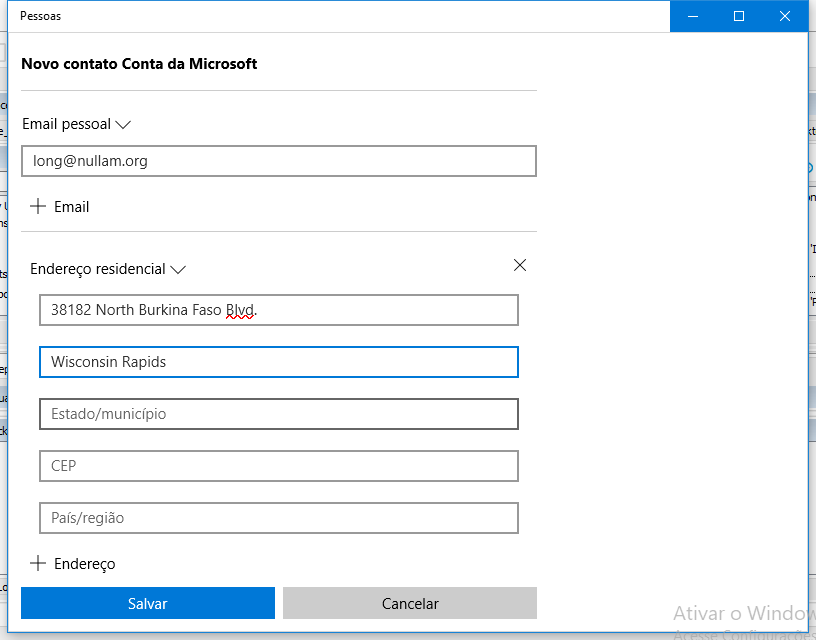 Pessoas
Novo contato Conta da Microsoft
Email pessoal
long@nullam.org
Email
Endereço residencial
38182 North Burkina Faso Blvd.
Wisconsin Rapids
Estado/município
CEP
País/região
Endereço
Salvar
Cancelar
Ativar o Window
Acesse Configurações